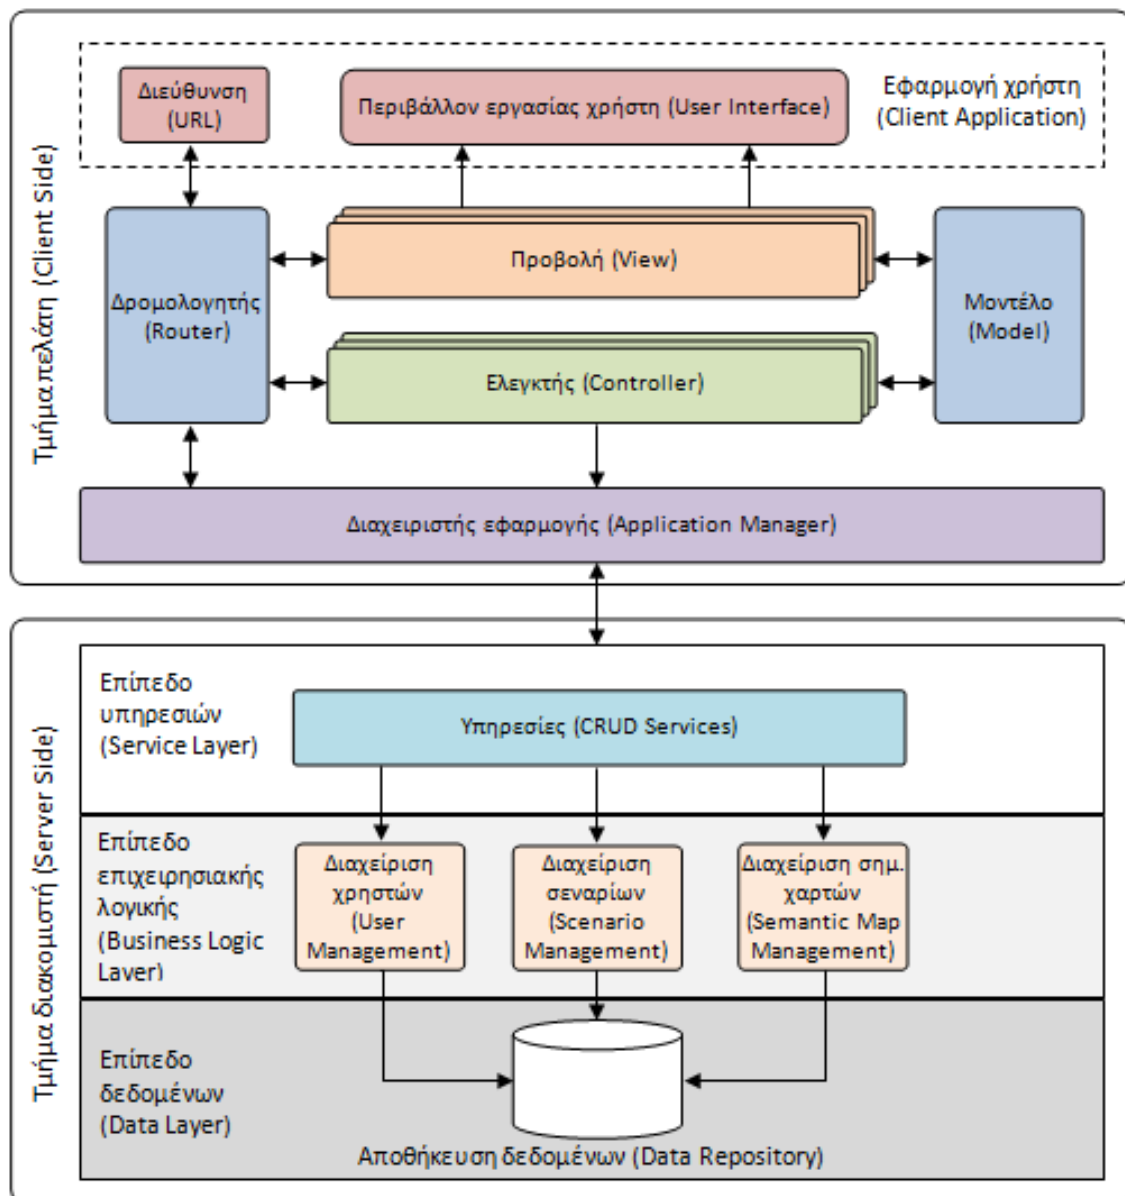 Διεύθυνση
(URL)
Περιβάλλον εργασίας χρήστη (User Interface)
Εφαρμογή χρήστη
(Client Application)
Τμήμα πελάτη (Client Side)
Δρομολογητής
(Router)
Προβολή (View)
Μοντέλο
(Model)
Ελεγκτής (Controller)
Διαχειριστής εφαρμογής (Application Manager)
Τμήμα διακομιστή (Server Side)
Επίπεδο
υπηρεσιών
(Service Layer)
Υπηρεσίες (CRUD Services)
Επίπεδο
επιχειρησιακής
λογικής
(Business Logic
Layer)
Διαχείριση
χρηστών
(User
Management)
Διαχείριση
σεναρίων
(Scenario
Management)
Διαχείριση σημ.
χαρτών
(Semantic Map
Management)
Επίπεδο
δεδομένων
(Data Layer)
Αποθήκευση δεδομένων (Data Repository)